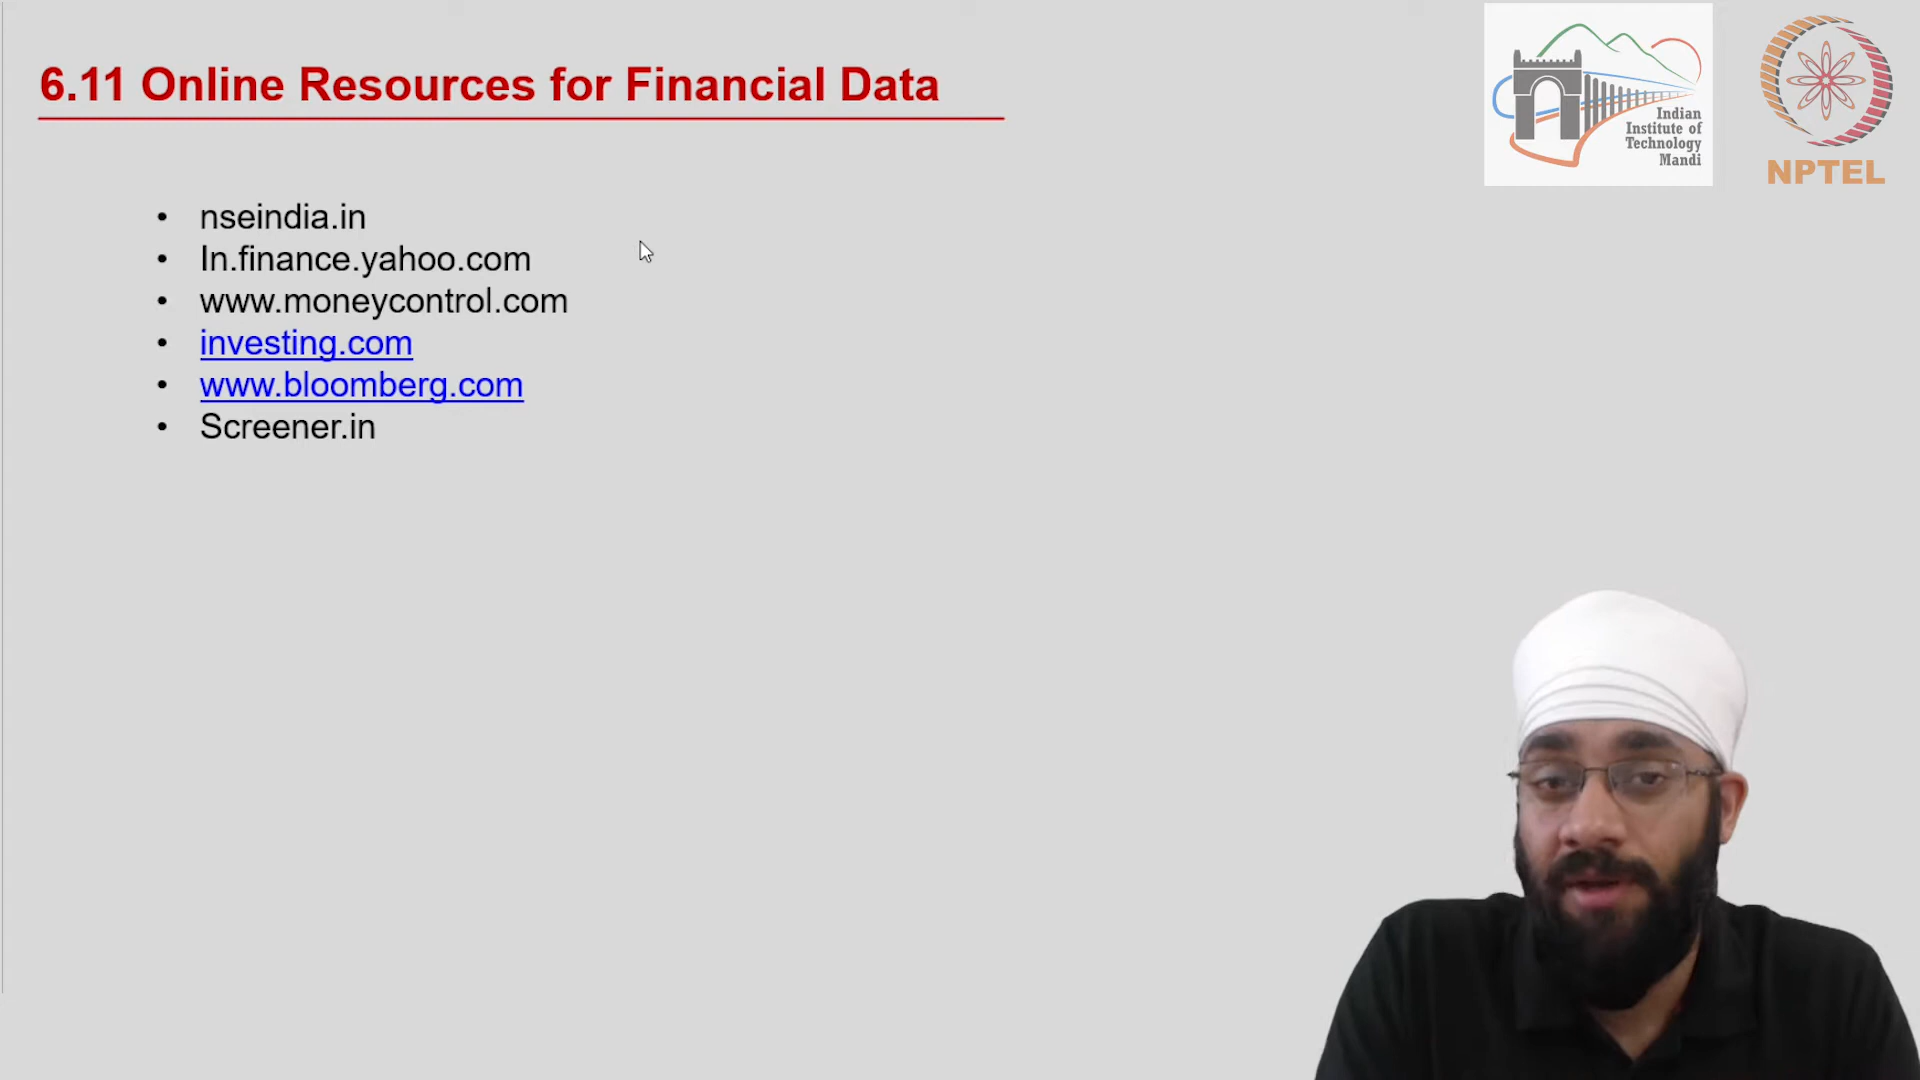 6.11 Online Resources for Financial Data
Indian
Institute of
Technology
Mandi
NPTEL
• nseindia.in
• In.finance.yahoo.com
• www.moneycontrol.com
• investing.com
• www.bloomberg.com
• Screener.in